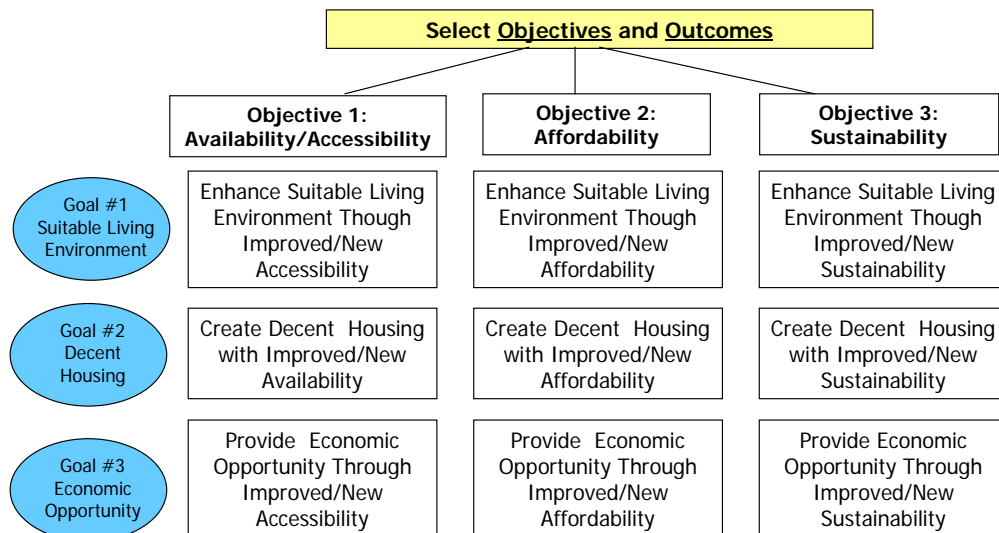 Select Objectives and Outcomes
Objective 1:
Availability/Accessibility
Objective 2:
Affordability
Objective 3:
Sustainability
Goal #1
Suitable Living
Environment
Enhance Suitable Living
Environment Though
Improved/New
Accessibility
Enhance Suitable Living
Environment Though
Improved/New
Affordability
Enhance Suitable Living
Environment Though
Improved/New
Sustainability
Goal #2
Decent
Housing
Create Decent Housing
with Improved/New
Availability
Create Decent Housing
with Improved/New
Affordability
Create Decent Housing
with Improved/New
Sustainability
Goal #3
Economic
Opportunity
Provide Economic
Opportunity Through
Improved/New
Accessibility
Provide Economic
Opportunity Through
Improved/New
Affordability
Provide Economic
Opportunity Through
Improved/New
Sustainability